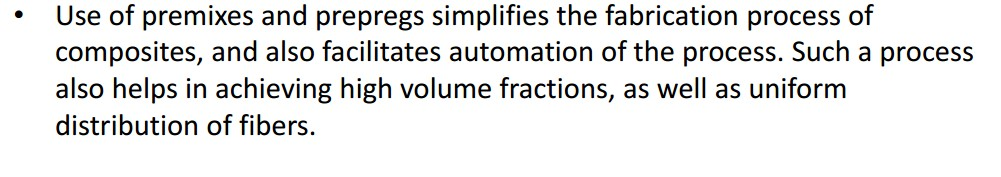 • Use of premixes and prepregs simplifies the fabrication process of
composites, and also facilitates automation of the process. Such a process
also helps in achieving high volume fractions, as well as uniform
distribution of fibers.